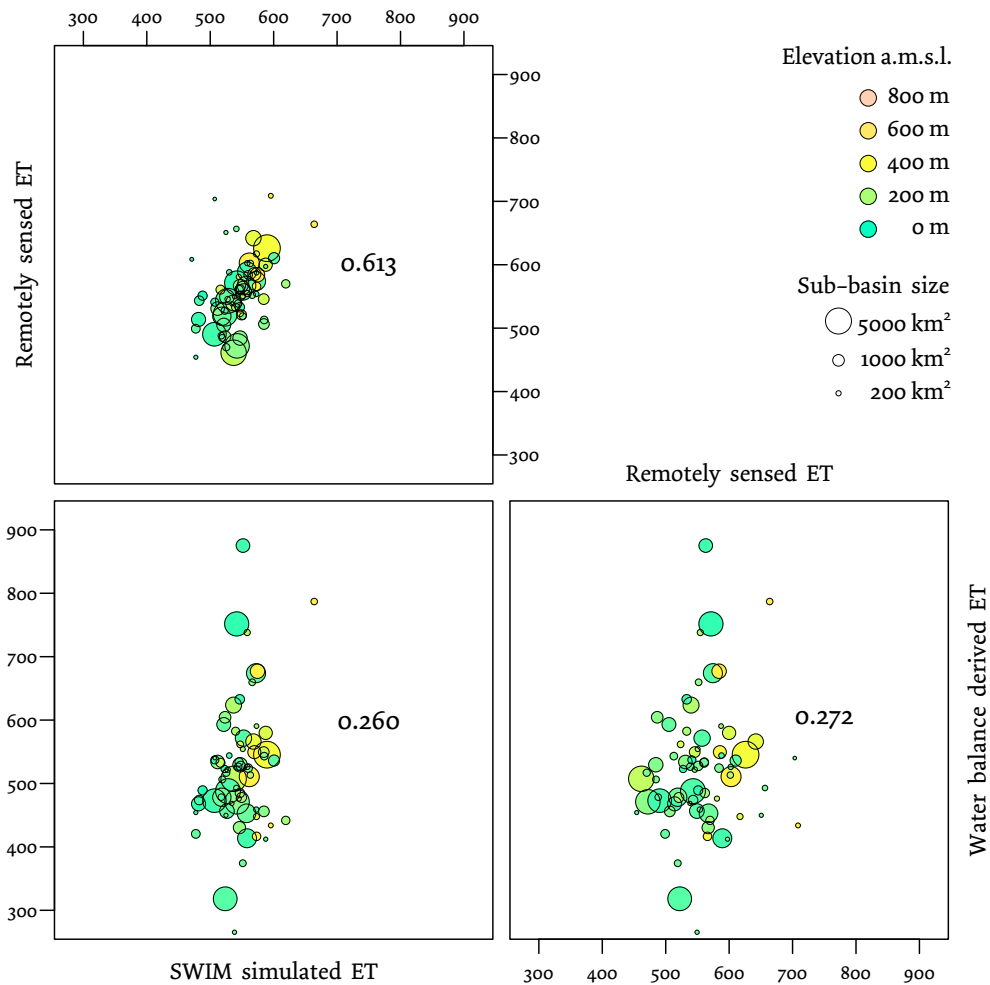 300 400 500 600 700 800 900
Elevation a.m.s.l.
800 m
600 m
400 m
200 m
0 m
Sub-basin size
5000 km²
1000 km²
200 km²
Remotely sensed ET
900
800
700
600
500
400
300
0.613
Remotely sensed ET
900
800
700
600
500
400
300
0.260
0.272
Water balance derived ET
SWIM simulated ET
300 400 500 600 700 800 900